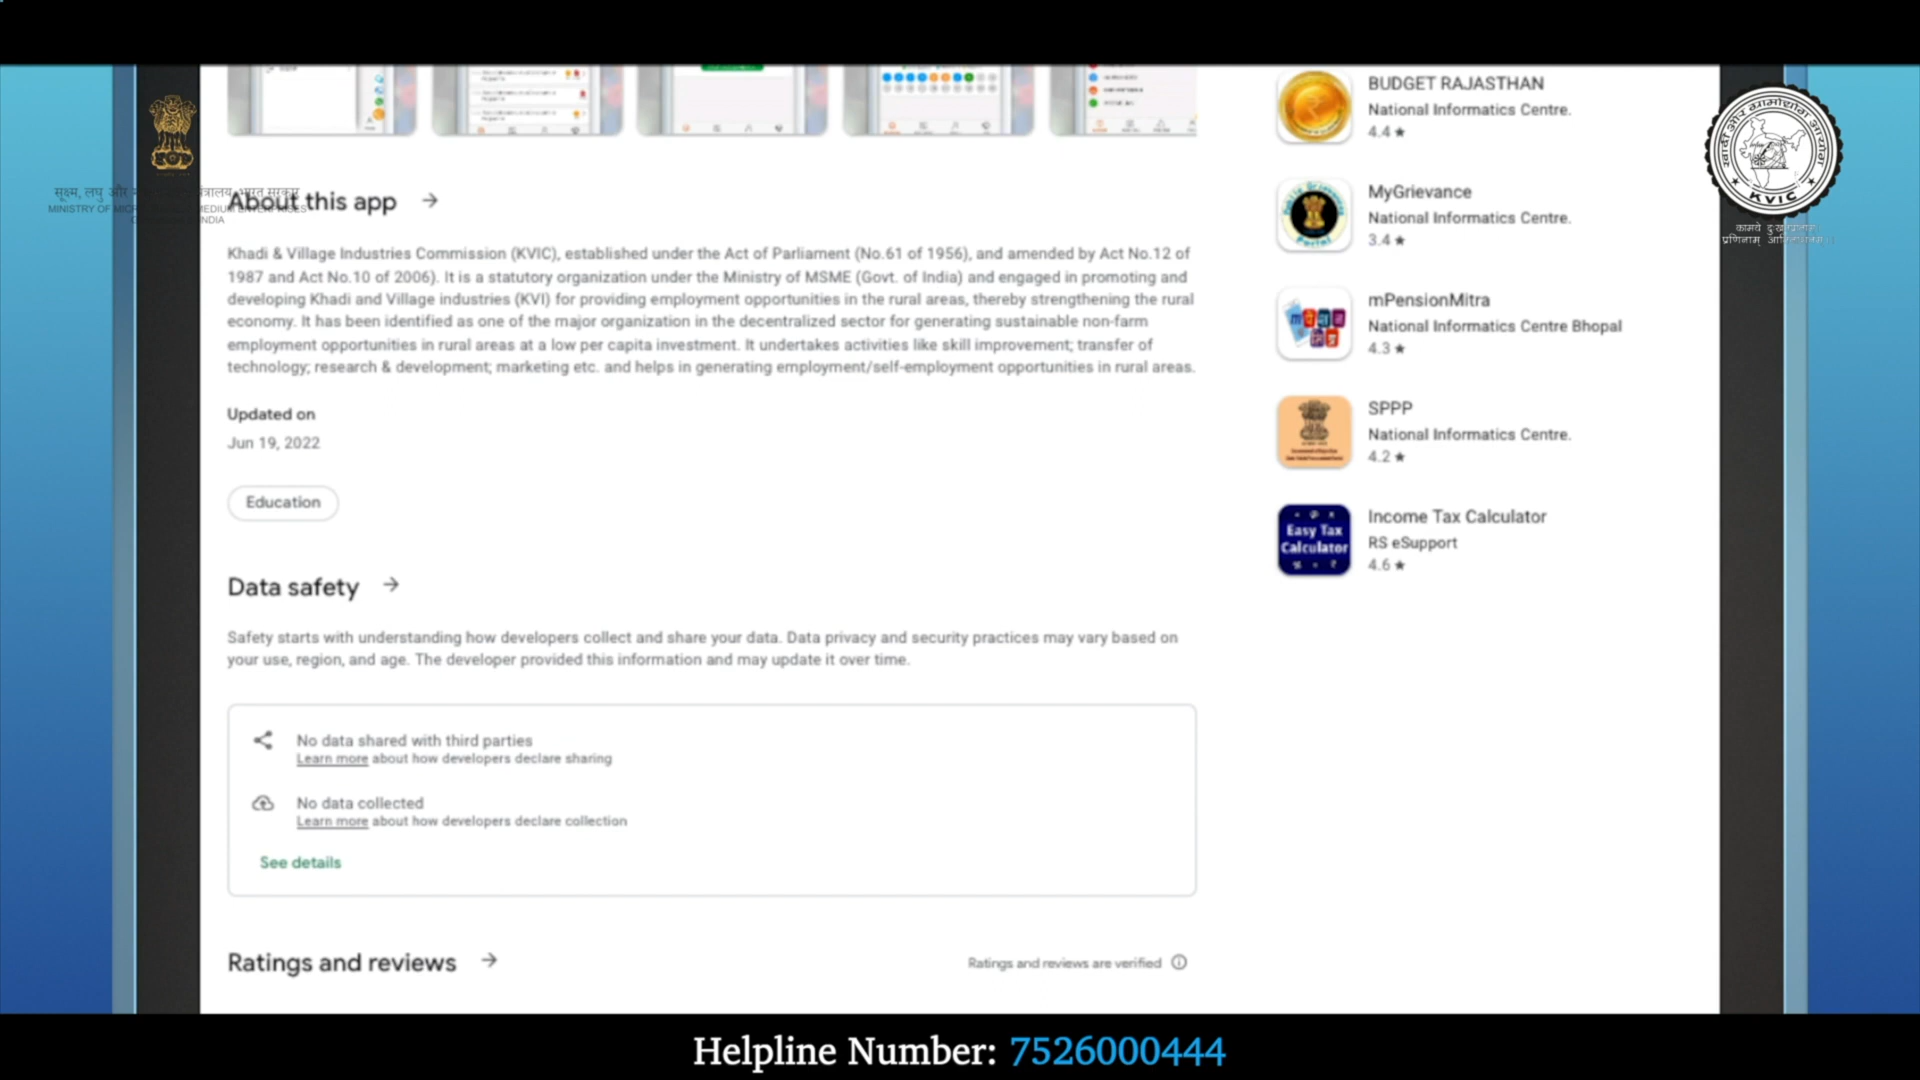 सूक्ष्म, लघु और
भारत सरकार
MINISTRY OF
MEDIUM ENTERPRISES
About this app
Khadi & Village Industries Commission (KVIC), established under the Act of Parliament (No.61 of 1956), and amended by Act No.12 of
1987 and Act No.10 of 2006). It is a statutory organization under the Ministry of MSME (Govt. of India) and engaged in promoting and
developing Khadi and Village industries (KVI) for providing employment opportunities in the rural areas, thereby strengthening the rural
economy. It has been identified as one of the major organization in the decentralized sector for generating sustainable non-farm
employment opportunities in rural areas at a low per capita investment. It undertakes activities like skill improvement; transfer of
technology; research & development; marketing etc. and helps in generating employment/self-employment opportunities in rural areas.
Updated on
Jun 19, 2022
Education
Data safety
Safety starts with understanding how developers collect and share your data. Data privacy and security practices may vary based on
your use, region, and age. The developer provided this information and may update it over time.
No data shared with third parties
Learn more about how developers declare sharing
No data collected
Learn more about how developers declare collection
See details
Ratings and reviews
Ratings and reviews are verified
BUDGET RAJASTHAN
National Informatics Centre.
4.4 ★
MyGrievance
National Informatics Centre.
3.4 ★
mPensionMitra
National Informatics Centre Bhopal
4.3 ★
SPPP
National Informatics Centre.
4.2 ★
Easy Tax
Calculator
Income Tax Calculator
RS eSupport
4.6 ★
खादी और ग्रामोद्योग आयोग
KVIC
कामये दुःखतप्तानाम्
Helpline Number: 7526000444